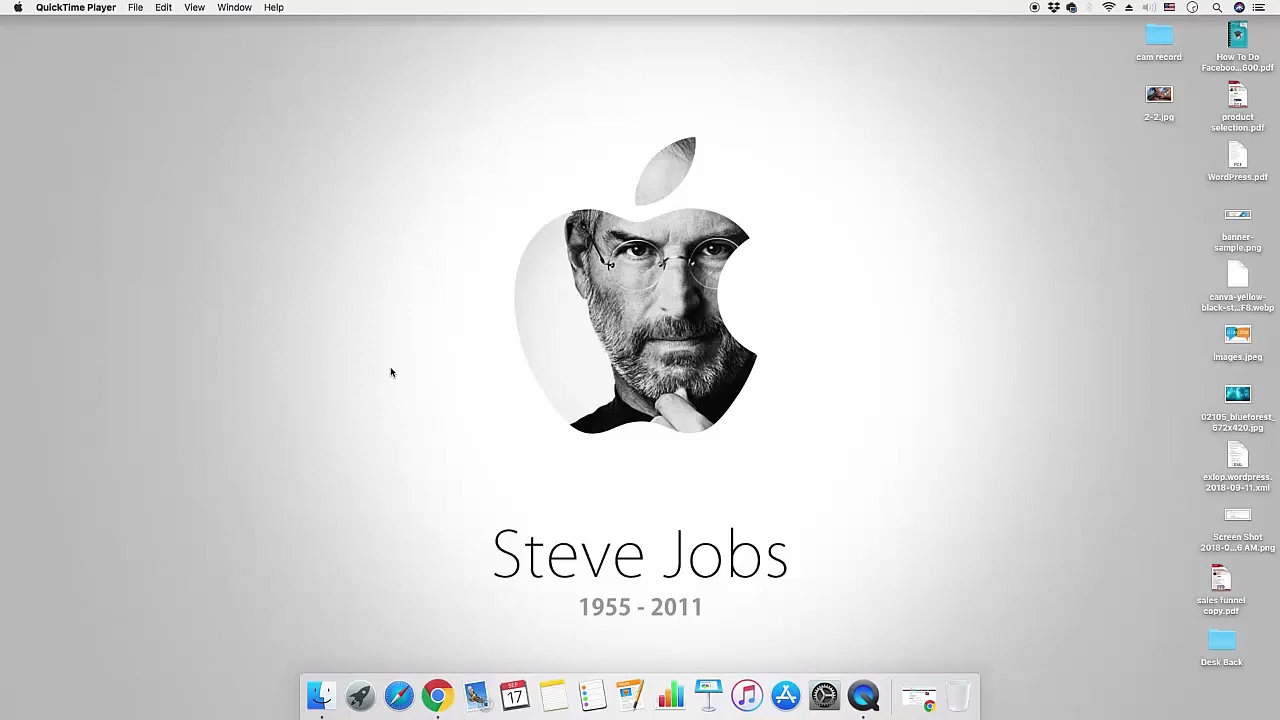 QuickTime Player File Edit View Window Help
cam record
2-2.jpg
How To Do
Faceboo...600.pdf
product
selection.pdf
WordPress.pdf
banner-
sample.png
canva-yellow-
black-st...F8.webp
images.jpeg
02105_blueforest_
672x420.jpg
exlop.wordpress.
2018-09-11.xml
Screen Shot
2018-0...6 AM.png
sales funnel
copy.pdf
Desk Back
Steve Jobs
1955 - 2011
SEP
17